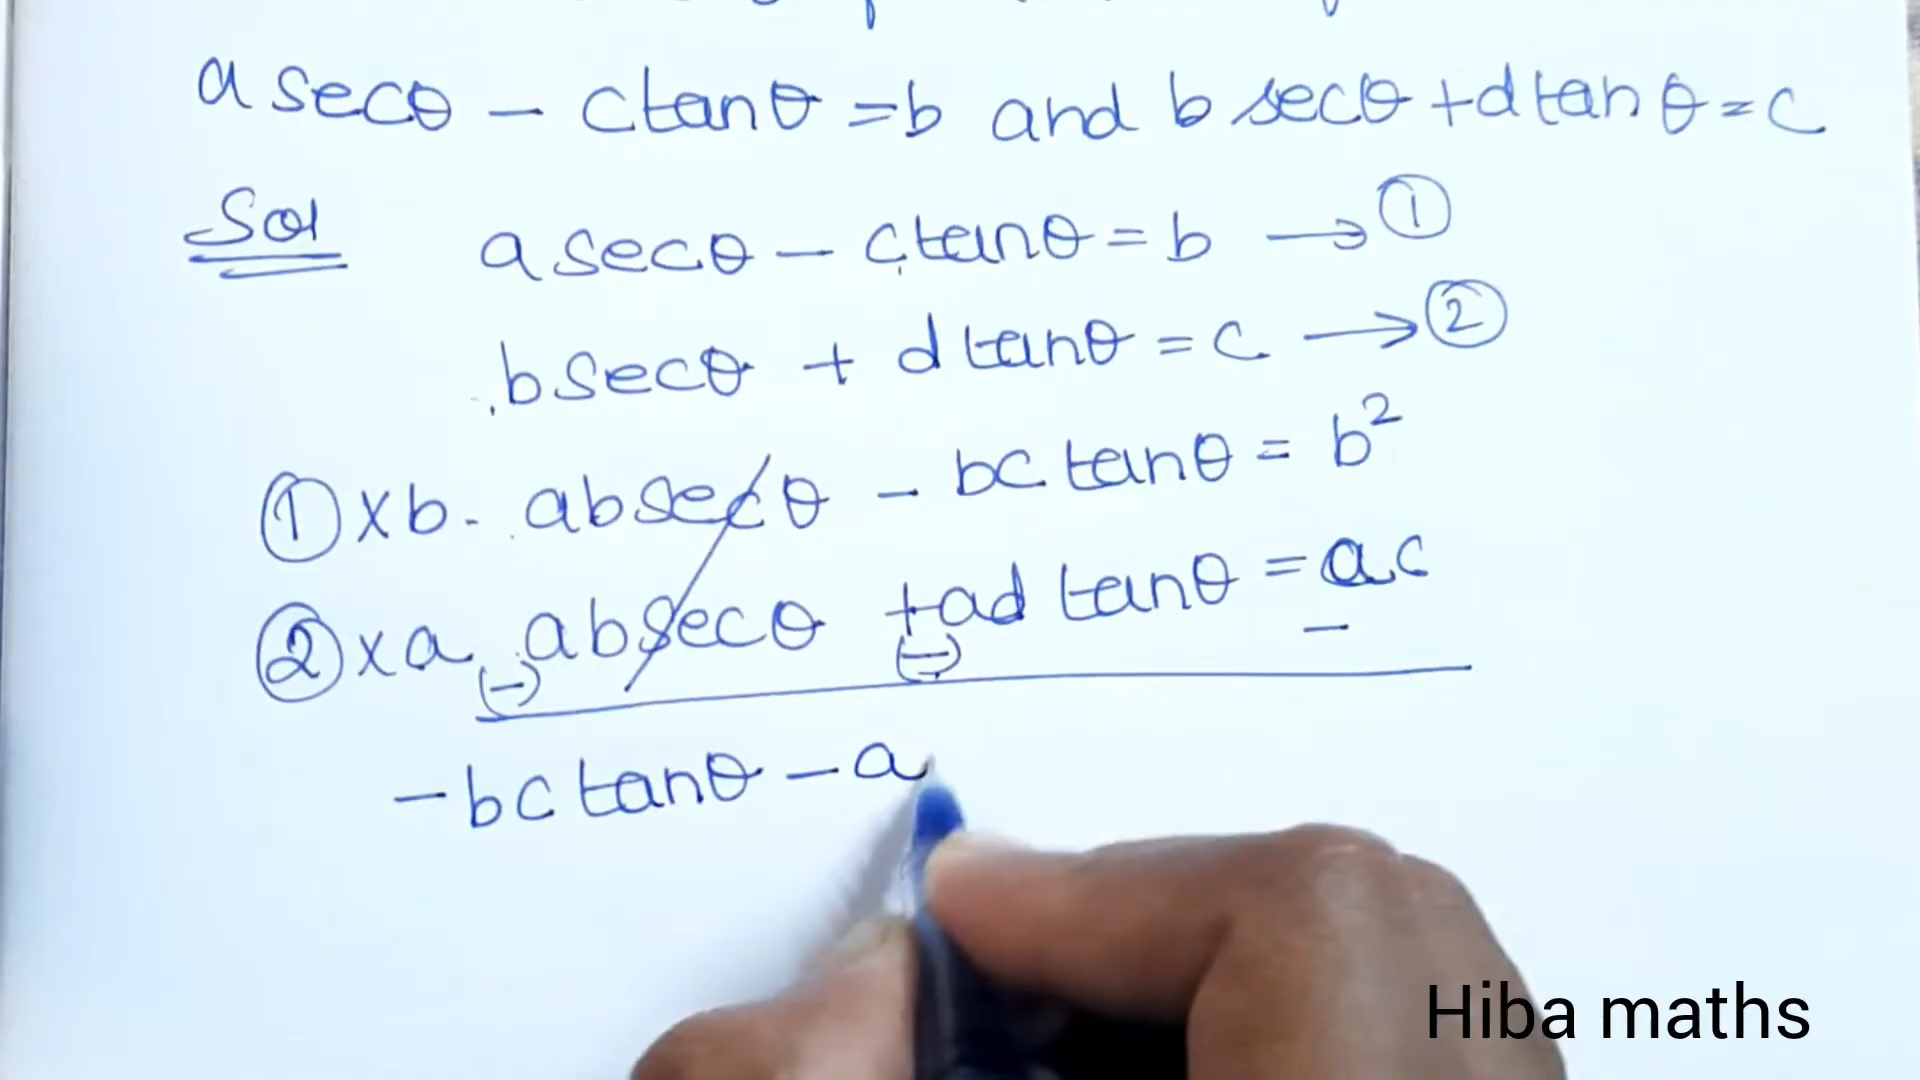 a secθ - c tanθ = b and b secθ + d tan θ = c
Sol a secθ - c tanθ = b → ①
b secθ + d tanθ = c → ②
① × b - ab secθ - bc tanθ = b²
② × a ab secθ + ad tanθ = ac
(-) (-) -
- bc tanθ - a
Hiba maths